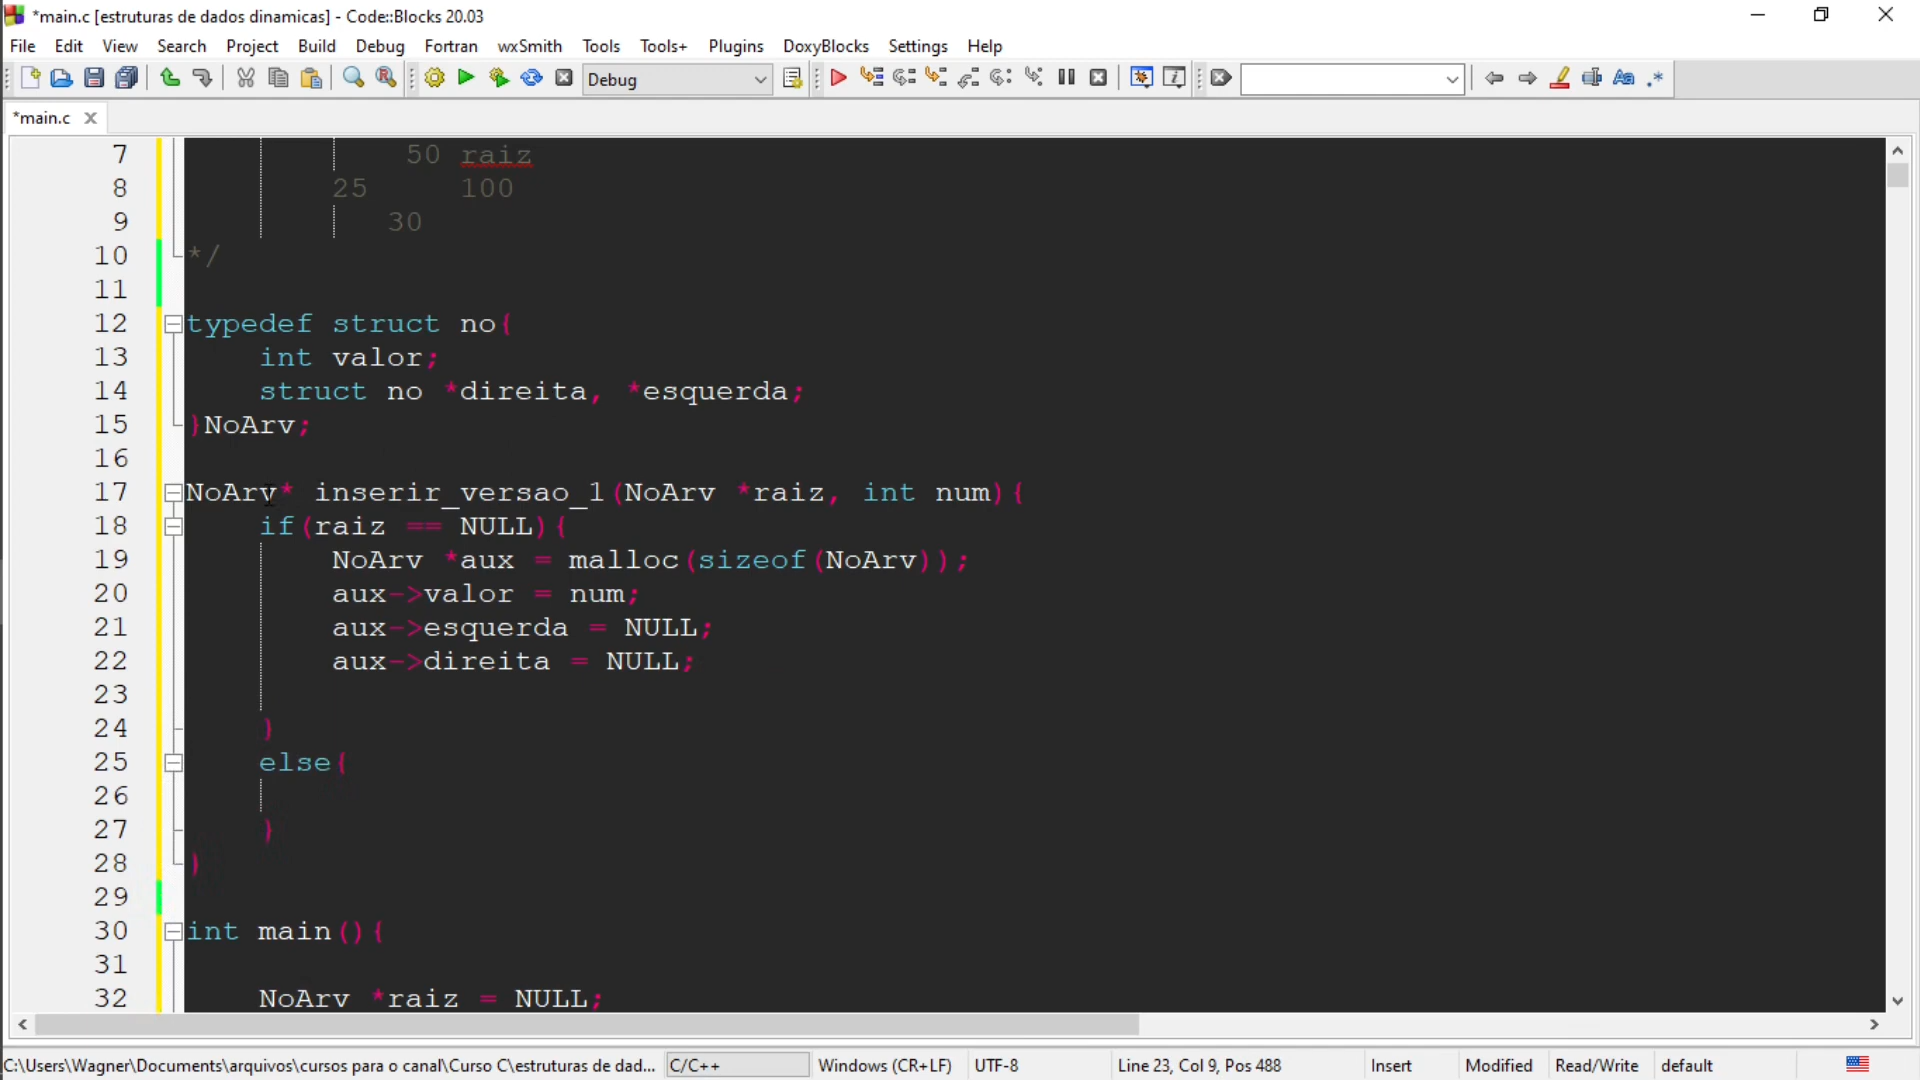 *main.c [estruturas de dados dinamicas] - Code::Blocks 20.03
File Edit View Search Project Build Debug Fortran wxSmith Tools Tools+ Plugins DoxyBlocks Settings Help
Debug
*main.c
7 50 raiz
8 25 100
9 30
10 */
11
12 typedef struct no{
13 int valor;
14 struct no *direita, *esquerda;
15 }NoArv;
16
17 NoArv* inserir_versao_1(NoArv *raiz, int num){
18 if(raiz == NULL){
19 NoArv *aux = malloc(sizeof(NoArv));
20 aux->valor = num;
21 aux->esquerda = NULL;
22 aux->direita = NULL;
23
24 }
25 else{
26
27 }
28 }
29
30 int main(){
31
32 NoArv *raiz = NULL;
C:\Users\Wagner\Documents\arquivos\cursos para o canal\Curso C\estruturas de dad... C/C++ Windows (CR+LF) UTF-8 Line 23, Col 9, Pos 488 Insert Modified Read/Write default